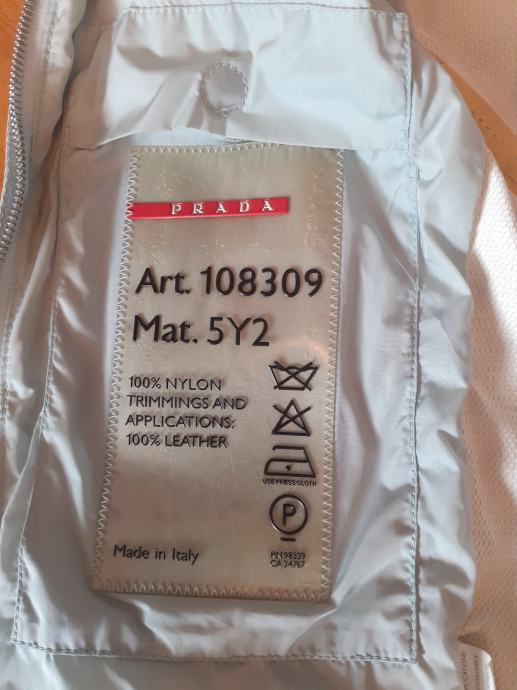 PRADA
Art. 108309
Mat. 5Y2
100% NYLON
TRIMMINGS AND
APPLICATIONS:
100% LEATHER
USE PRESS CLOTH
P
Made in Italy
RN 98339
CA 34767